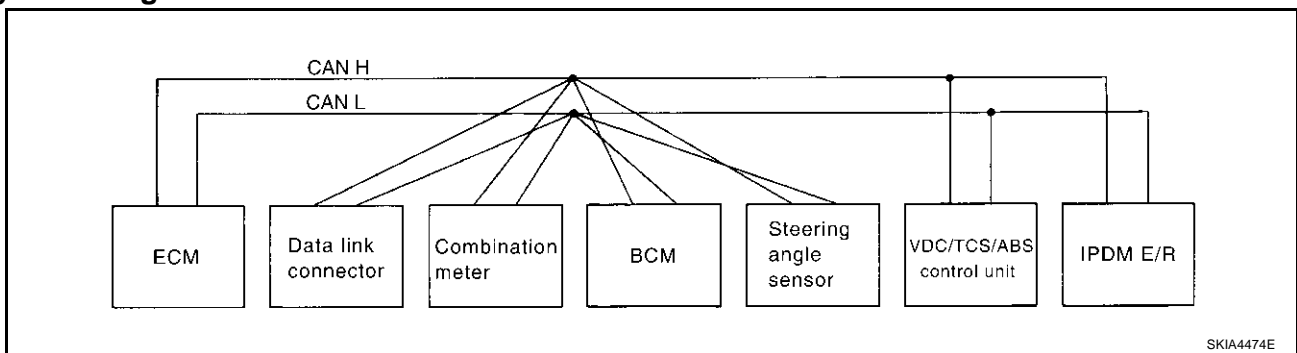 CAN H
CAN L
ECM
Data link
connector
Combination
meter
BCM
Steering
angle
sensor
VDC/TCS/ABS
control unit
IPDM E/R
SKIA4474E